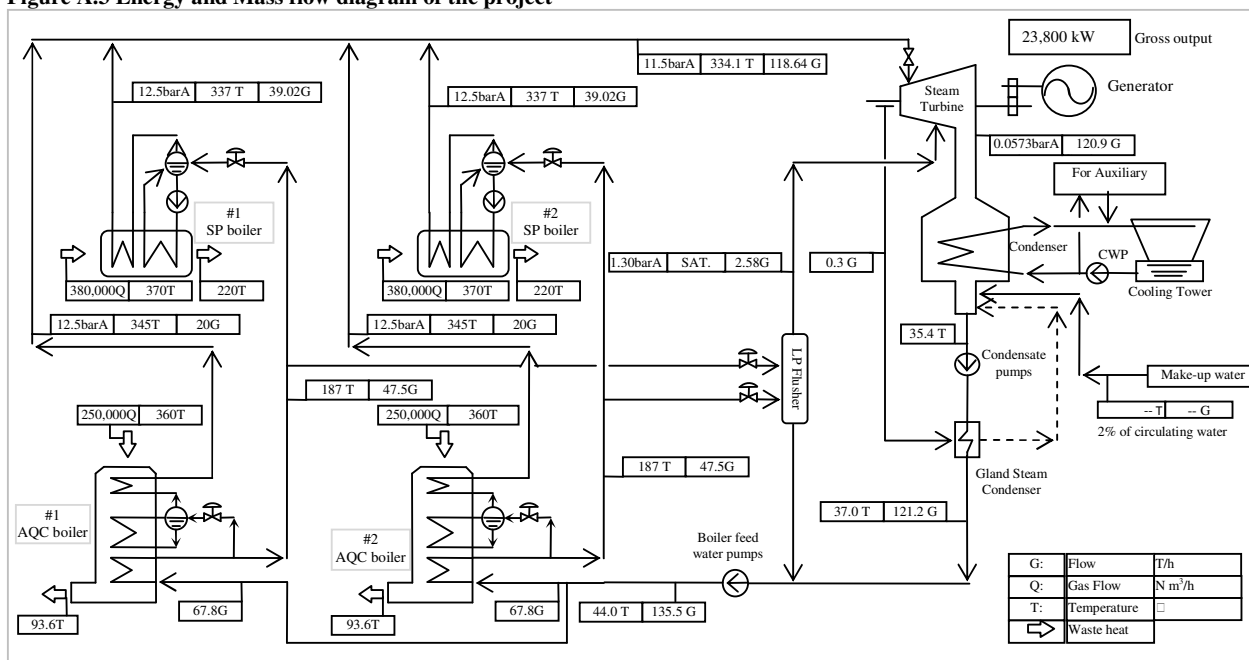 Figure A.3 Energy and Mass flow diagram of the project
23,800 kW Gross output
11.5barA 334.1 T 118.64 G
Steam Turbine
Generator
12.5barA 337 T 39.02G
12.5barA 337 T 39.02G
0.0573barA 120.9 G
For Auxiliary
#1
SP boiler
#2
SP boiler
1.30barA SAT. 2.58G
0.3 G
Condenser
CWP
Cooling Tower
380,000Q 370T 220T
380,000Q 370T 220T
12.5barA 345T 20G
12.5barA 345T 20G
35.4 T
Condensate
pumps
LP Flusher
Make-up water
187 T 47.5G
-- T -- G
2% of circulating water
250,000Q 360T
250,000Q 360T
187 T 47.5G
Gland Steam
Condenser
#1
AQC boiler
#2
AQC boiler
37.0 T 121.2 G
Boiler feed
water pumps
67.8G
67.8G
44.0 T 135.5 G
93.6T
93.6T
G: Flow T/h
Q: Gas Flow N m³/h
T: Temperature □
Waste heat